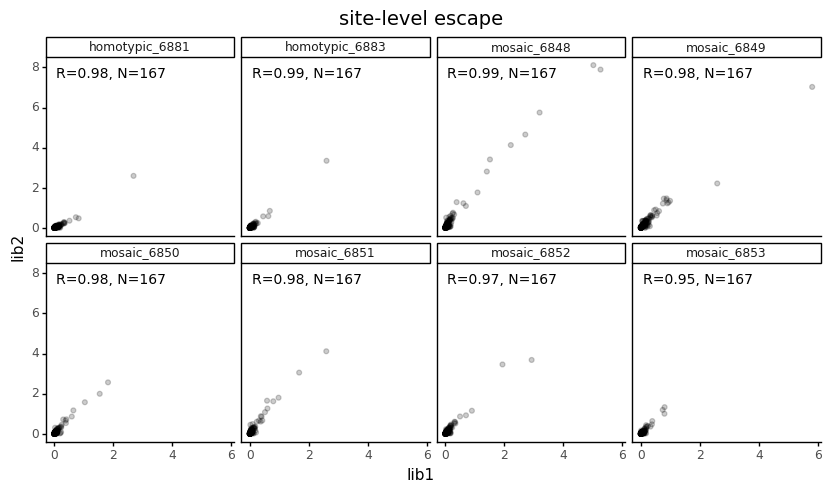 site-level escape
homotypic_6881
homotypic_6883
mosaic_6848
mosaic_6849
R=0.98, N=167
R=0.99, N=167
R=0.99, N=167
R=0.98, N=167
8
6
4
2
0
mosaic_6850
mosaic_6851
mosaic_6852
mosaic_6853
R=0.98, N=167
R=0.98, N=167
R=0.97, N=167
R=0.95, N=167
8
6
4
2
0
0 2 4 6
0 2 4 6
0 2 4 6
0 2 4 6
lib2
lib1